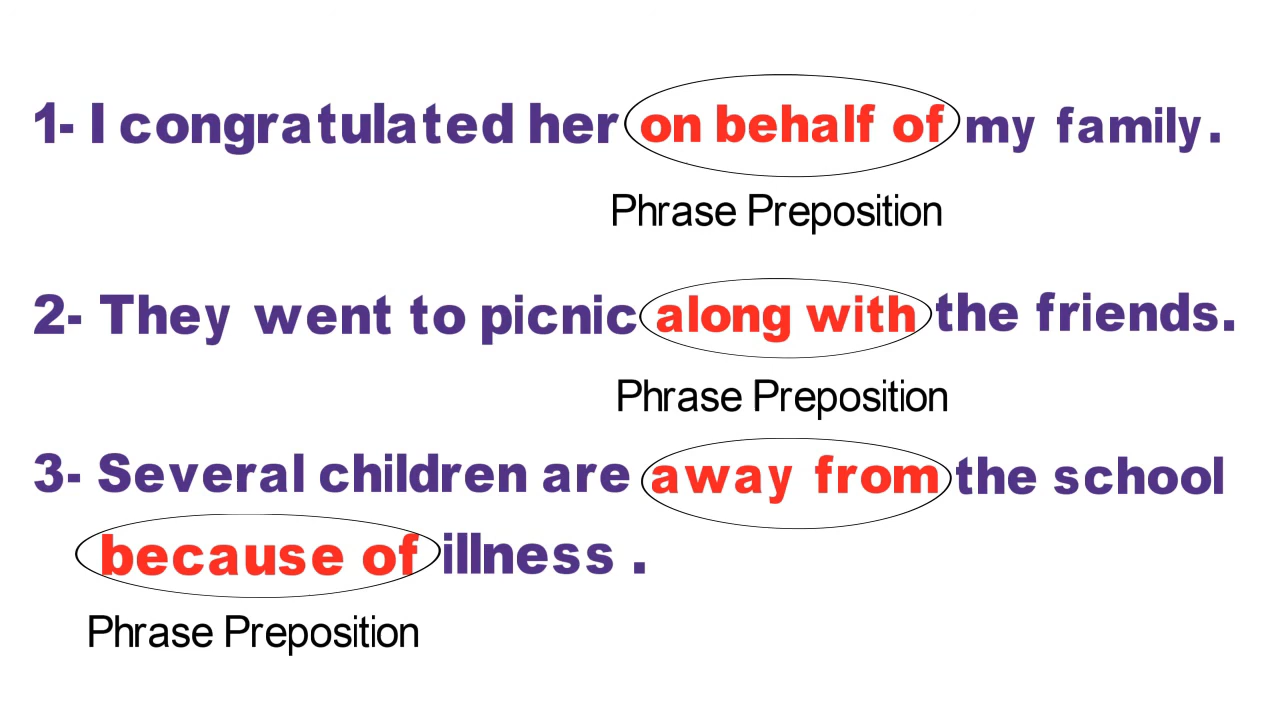 1- I congratulated her on behalf of my family.
Phrase Preposition
2- They went to picnic along with the friends.
Phrase Preposition
3- Several children are away from the school
because of illness .
Phrase Preposition